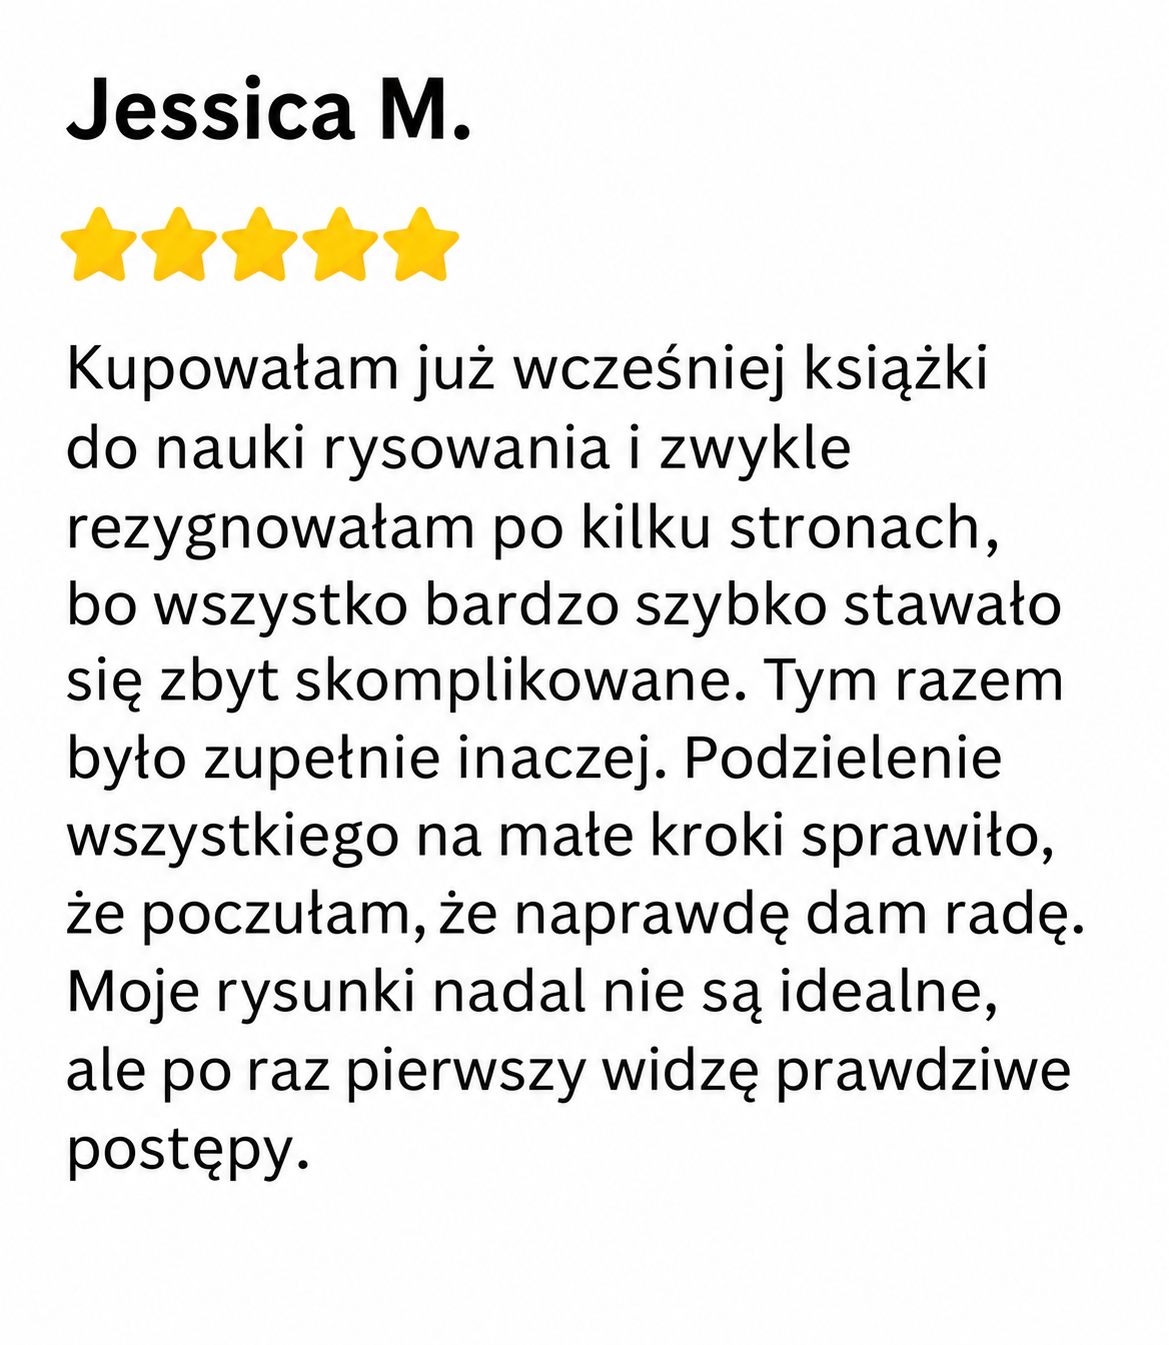 Jessica M.
Kupowałam już wcześniej książki
do nauki rysowania i zwykle
rezygnowałam po kilku stronach,
bo wszystko bardzo szybko stawało
się zbyt skomplikowane. Tym razem
było zupełnie inaczej. Podzielenie
wszystkiego na małe kroki sprawiło,
że poczułam, że naprawdę dam radę.
Moje rysunki nadal nie są idealne,
ale po raz pierwszy widzę prawdziwe
postępy.